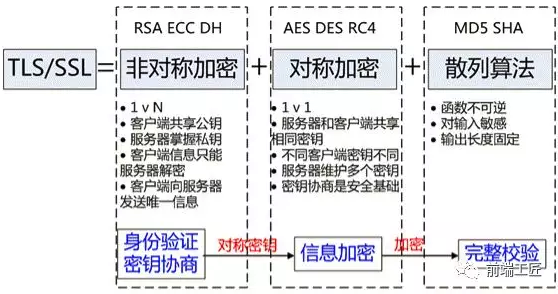 RSA ECC DH
AES DES RC4
MD5 SHA
TLS/SSL = 非对称加密 + 对称加密 + 散列算法
• 1 v N
• 客户端共享公钥
• 服务器掌握私钥
• 客户端信息只能
服务器解密
• 客户端向服务器
发送唯一信息
• 1 v 1
• 服务器和客户端共享
相同密钥
• 不同客户端密钥不同
• 服务器维护多个密钥
• 密钥协商是安全基础
• 函数不可逆
• 对输入敏感
• 输出长度固定
身份验证
密钥协商
对称密钥
信息加密
加密
完整校验
前端工匠